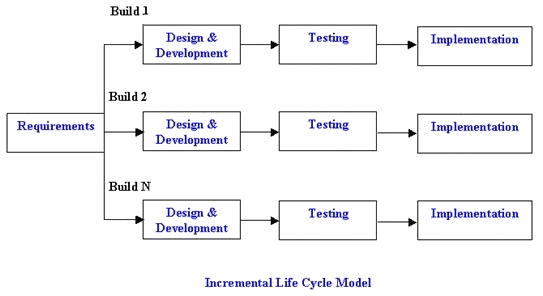 Build 1
Design &
Development
Testing
Implementation
Build 2
Requirements
Design &
Development
Testing
Implementation
Build N
Design &
Development
Testing
Implementation
Incremental Life Cycle Model